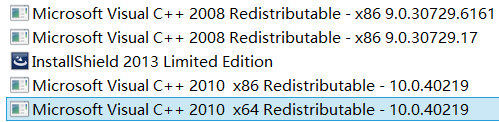 Microsoft Visual C++ 2008 Redistributable - x86 9.0.30729.6161
Microsoft Visual C++ 2008 Redistributable - x86 9.0.30729.17
InstallShield 2013 Limited Edition
Microsoft Visual C++ 2010  x86 Redistributable - 10.0.40219
Microsoft Visual C++ 2010  x64 Redistributable - 10.0.40219